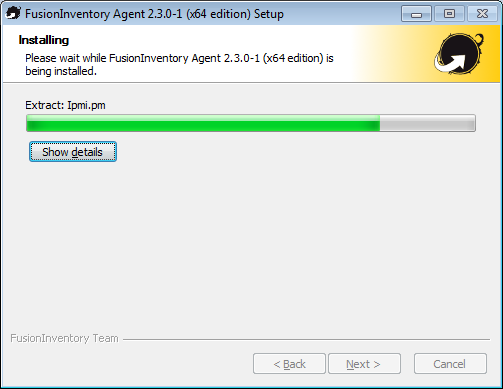 FusionInventory Agent 2.3.0-1 (x64 edition) Setup
Installing
Please wait while FusionInventory Agent 2.3.0-1 (x64 edition) is
being installed.
Extract: Ipmi.pm
Show details
FusionInventory Team
< Back
Next >
Cancel